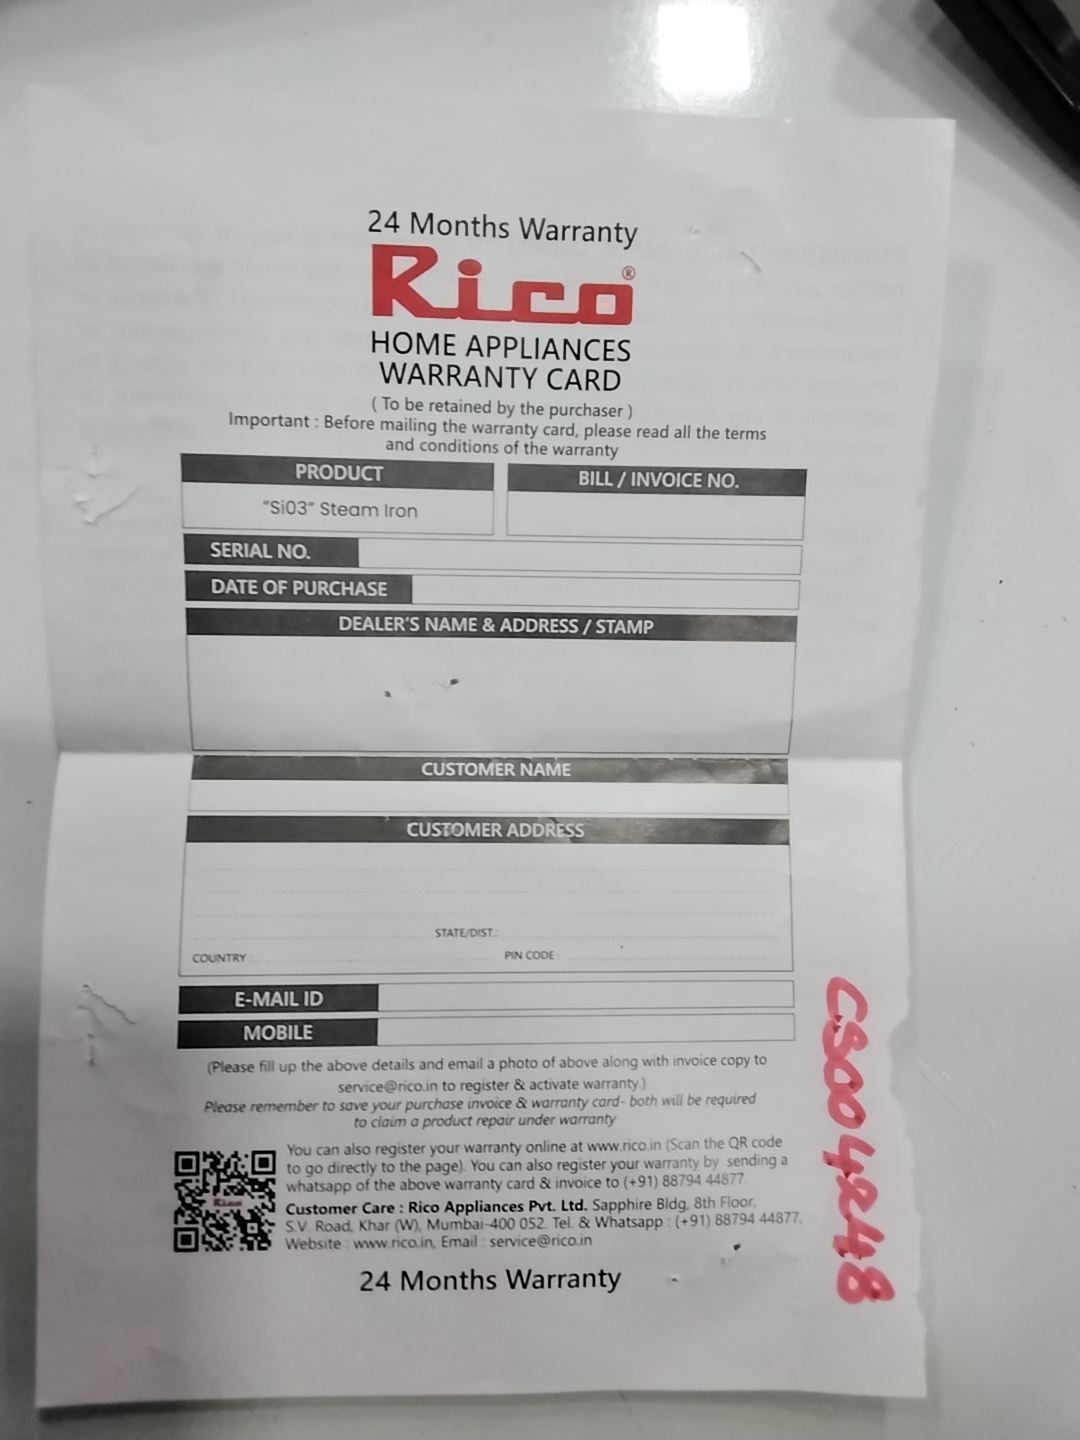 24 Months Warranty
Rico®
HOME APPLIANCES
WARRANTY CARD
( To be retained by the purchaser )
Important : Before mailing the warranty card, please read all the terms
and conditions of the warranty
PRODUCT
BILL / INVOICE NO.
"Si03" Steam Iron
SERIAL NO.
DATE OF PURCHASE
DEALER'S NAME & ADDRESS / STAMP
CUSTOMER NAME
CUSTOMER ADDRESS
STATE/DIST.:
COUNTRY :
PIN CODE :
E-MAIL ID
MOBILE
(Please fill up the above details and email a photo of above along with invoice copy to
service@rico.in to register & activate warranty.)
Please remember to save your purchase invoice & warranty card- both will be required
to claim a product repair under warranty
You can also register your warranty online at www.rico.in (Scan the QR code
to go directly to the page). You can also register your warranty by sending a
whatsapp of the above warranty card & invoice to (+91) 88794 44877.
Customer Care : Rico Appliances Pvt. Ltd. Sapphire Bldg, 8th Floor,
S.V. Road, Khar (W), Mumbai-400 052. Tel. & Whatsapp : (+91) 88794 44877,
Website : www.rico.in, Email : service@rico.in
Rico
24 Months Warranty
CS004248